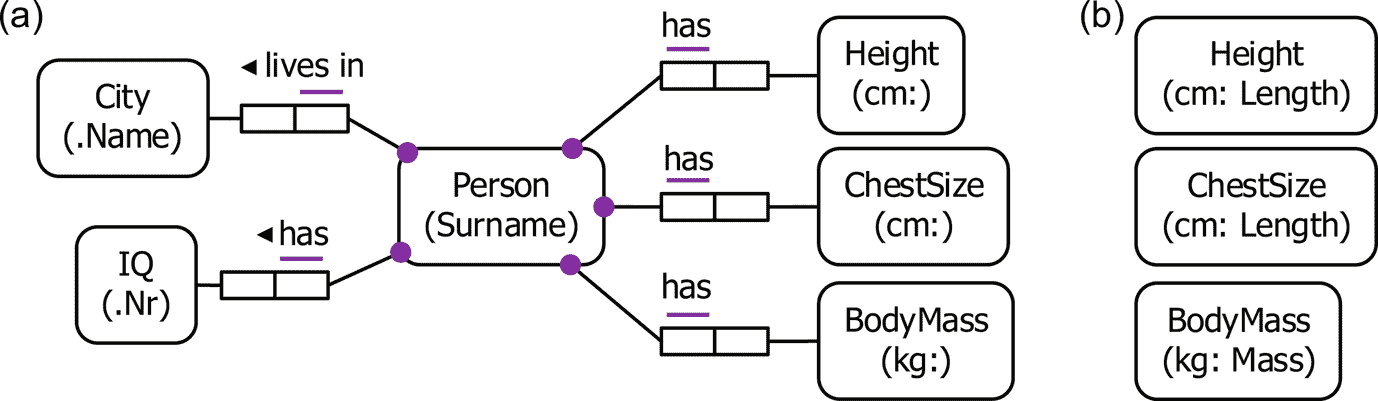 (a)
City
(.Name)
◄ lives in
IQ
(.Nr)
◄ has
Person
(Surname)
has
Height
(cm:)
has
ChestSize
(cm:)
has
BodyMass
(kg:)
(b)
Height
(cm: Length)
ChestSize
(cm: Length)
BodyMass
(kg: Mass)